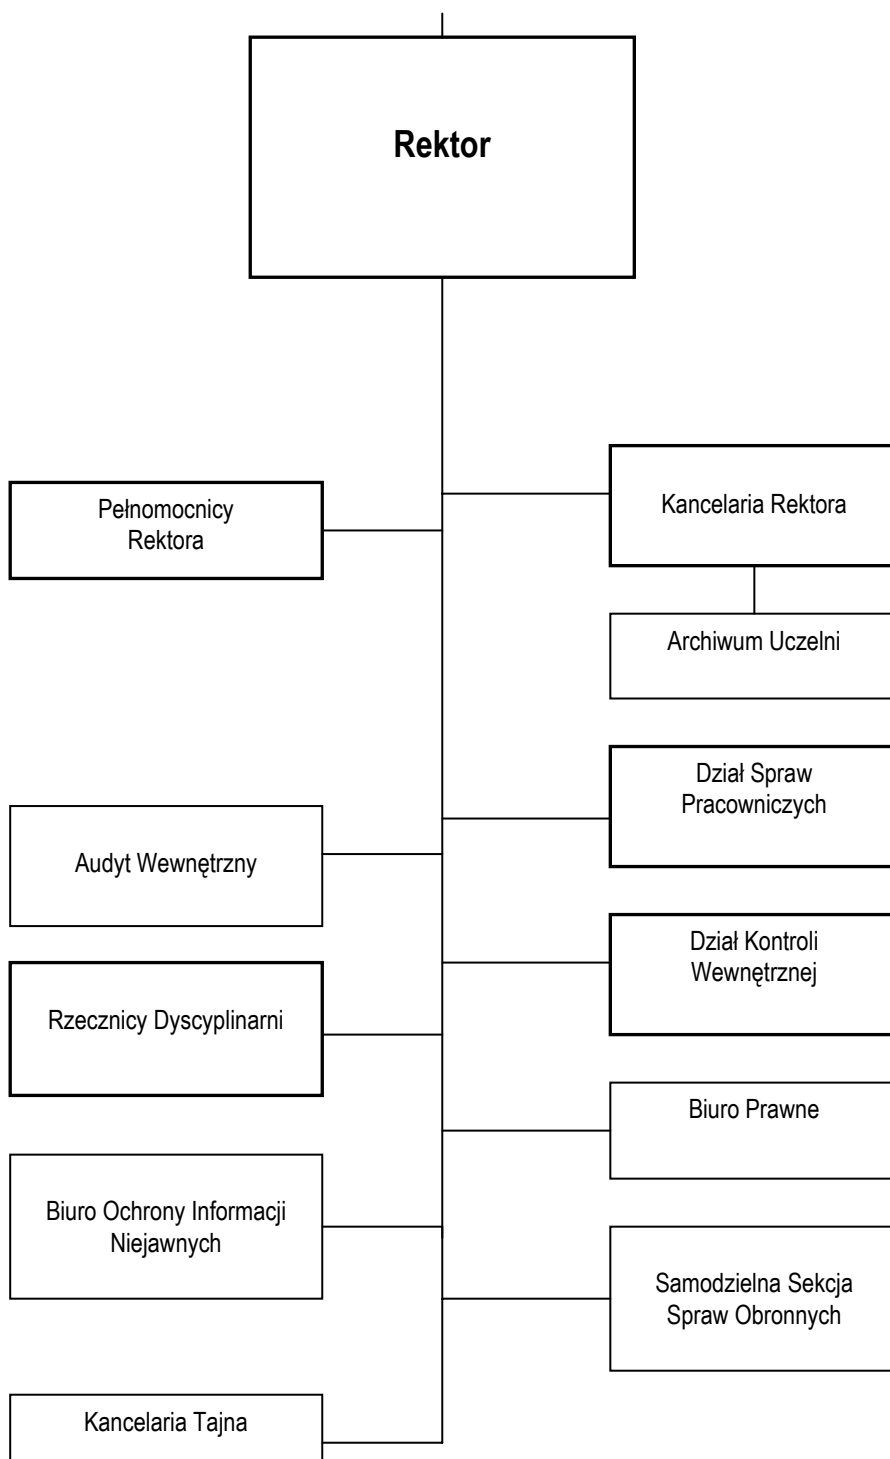 Rektor
Pełnomocnicy
Rektora
Kancelaria Rektora
Archiwum Uczelni
Dział Spraw
Pracowniczych
Audyt Wewnętrzny
Dział Kontroli
Wewnętrznej
Rzecznicy Dyscyplinarni
Biuro Prawne
Biuro Ochrony Informacji
Niejawnych
Samodzielna Sekcja
Spraw Obronnych
Kancelaria Tajna